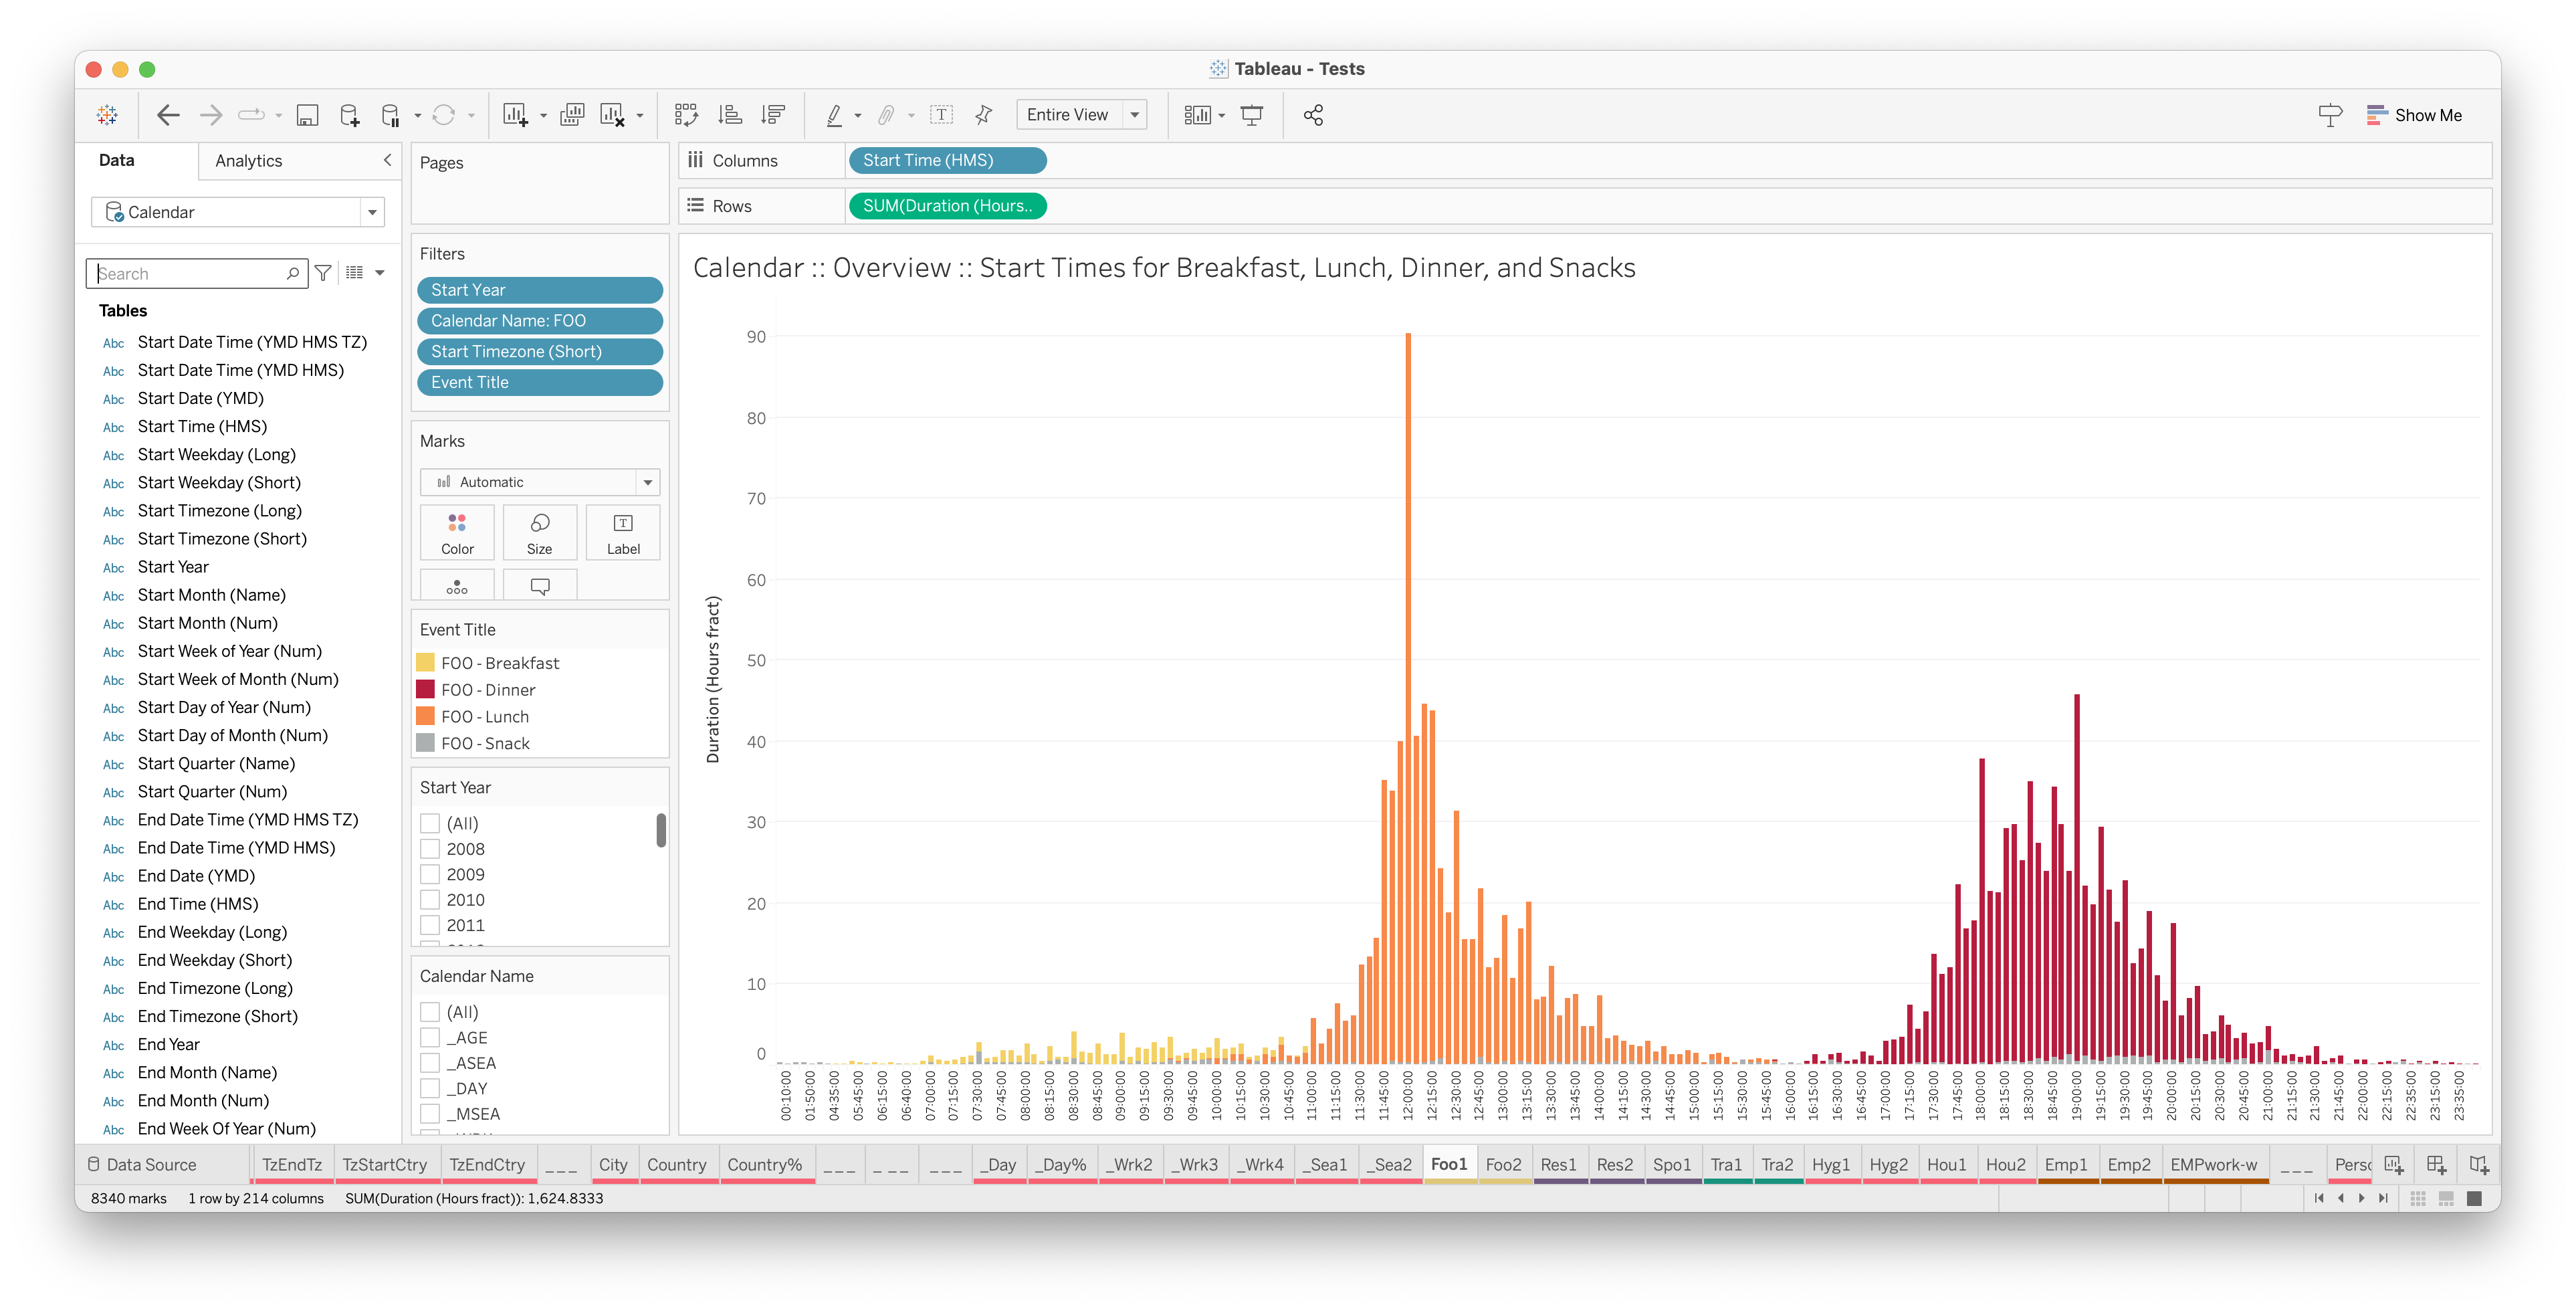 Tableau - Tests
Entire View
Show Me
Data
Analytics
Calendar
Search
Tables
Abc Start Date Time (YMD HMS TZ)
Abc Start Date Time (YMD HMS)
Abc Start Date (YMD)
Abc Start Time (HMS)
Abc Start Weekday (Long)
Abc Start Weekday (Short)
Abc Start Timezone (Long)
Abc Start Timezone (Short)
Abc Start Year
Abc Start Month (Name)
Abc Start Month (Num)
Abc Start Week of Year (Num)
Abc Start Week of Month (Num)
Abc Start Day of Year (Num)
Abc Start Day of Month (Num)
Abc Start Quarter (Name)
Abc Start Quarter (Num)
Abc End Date Time (YMD HMS TZ)
Abc End Date Time (YMD HMS)
Abc End Date (YMD)
Abc End Time (HMS)
Abc End Weekday (Long)
Abc End Weekday (Short)
Abc End Timezone (Long)
Abc End Timezone (Short)
Abc End Year
Abc End Month (Name)
Abc End Month (Num)
Abc End Week Of Year (Num)
Pages
Filters
Start Year
Calendar Name: FOO
Start Timezone (Short)
Event Title
Marks
Automatic
Color
Size
Label
Event Title
FOO - Breakfast
FOO - Dinner
FOO - Lunch
FOO - Snack
Start Year
(All)
2008
2009
2010
2011
Calendar Name
(All)
_AGE
_ASEA
_DAY
_MSEA
Columns
Start Time (HMS)
Rows
SUM(Duration (Hours..
Calendar :: Overview :: Start Times for Breakfast, Lunch, Dinner, and Snacks
Duration (Hours fract)
90
80
70
60
50
40
30
20
10
0
00:10:00
01:50:00
04:35:00
05:45:00
06:15:00
06:40:00
07:00:00
07:15:00
07:30:00
07:45:00
08:00:00
08:15:00
08:30:00
08:45:00
09:00:00
09:15:00
09:30:00
09:45:00
10:00:00
10:15:00
10:30:00
10:45:00
11:00:00
11:15:00
11:30:00
11:45:00
12:00:00
12:15:00
12:30:00
12:45:00
13:00:00
13:15:00
13:30:00
13:45:00
14:00:00
14:15:00
14:30:00
14:45:00
15:00:00
15:15:00
15:30:00
15:45:00
16:00:00
16:15:00
16:30:00
16:45:00
17:00:00
17:15:00
17:30:00
17:45:00
18:00:00
18:15:00
18:30:00
18:45:00
19:00:00
19:15:00
19:30:00
19:45:00
20:00:00
20:15:00
20:30:00
20:45:00
21:00:00
21:15:00
21:30:00
21:45:00
22:00:00
22:15:00
22:35:00
23:15:00
23:35:00
Data Source
TzEndTz
TzStartCtry
TzEndCtry
_ _ _
City
Country
Country%
_ _ _
_ _ _
_ _ _
_Day
_Day%
_Wrk2
_Wrk3
_Wrk4
_Sea1
_Sea2
Foo1
Foo2
Res1
Res2
Spo1
Tra1
Tra2
Hyg1
Hyg2
Hou1
Hou2
Emp1
Emp2
EMPwork-w
_ _ _
Persc
8340 marks
1 row by 214 columns
SUM(Duration (Hours fract)): 1,624.8333